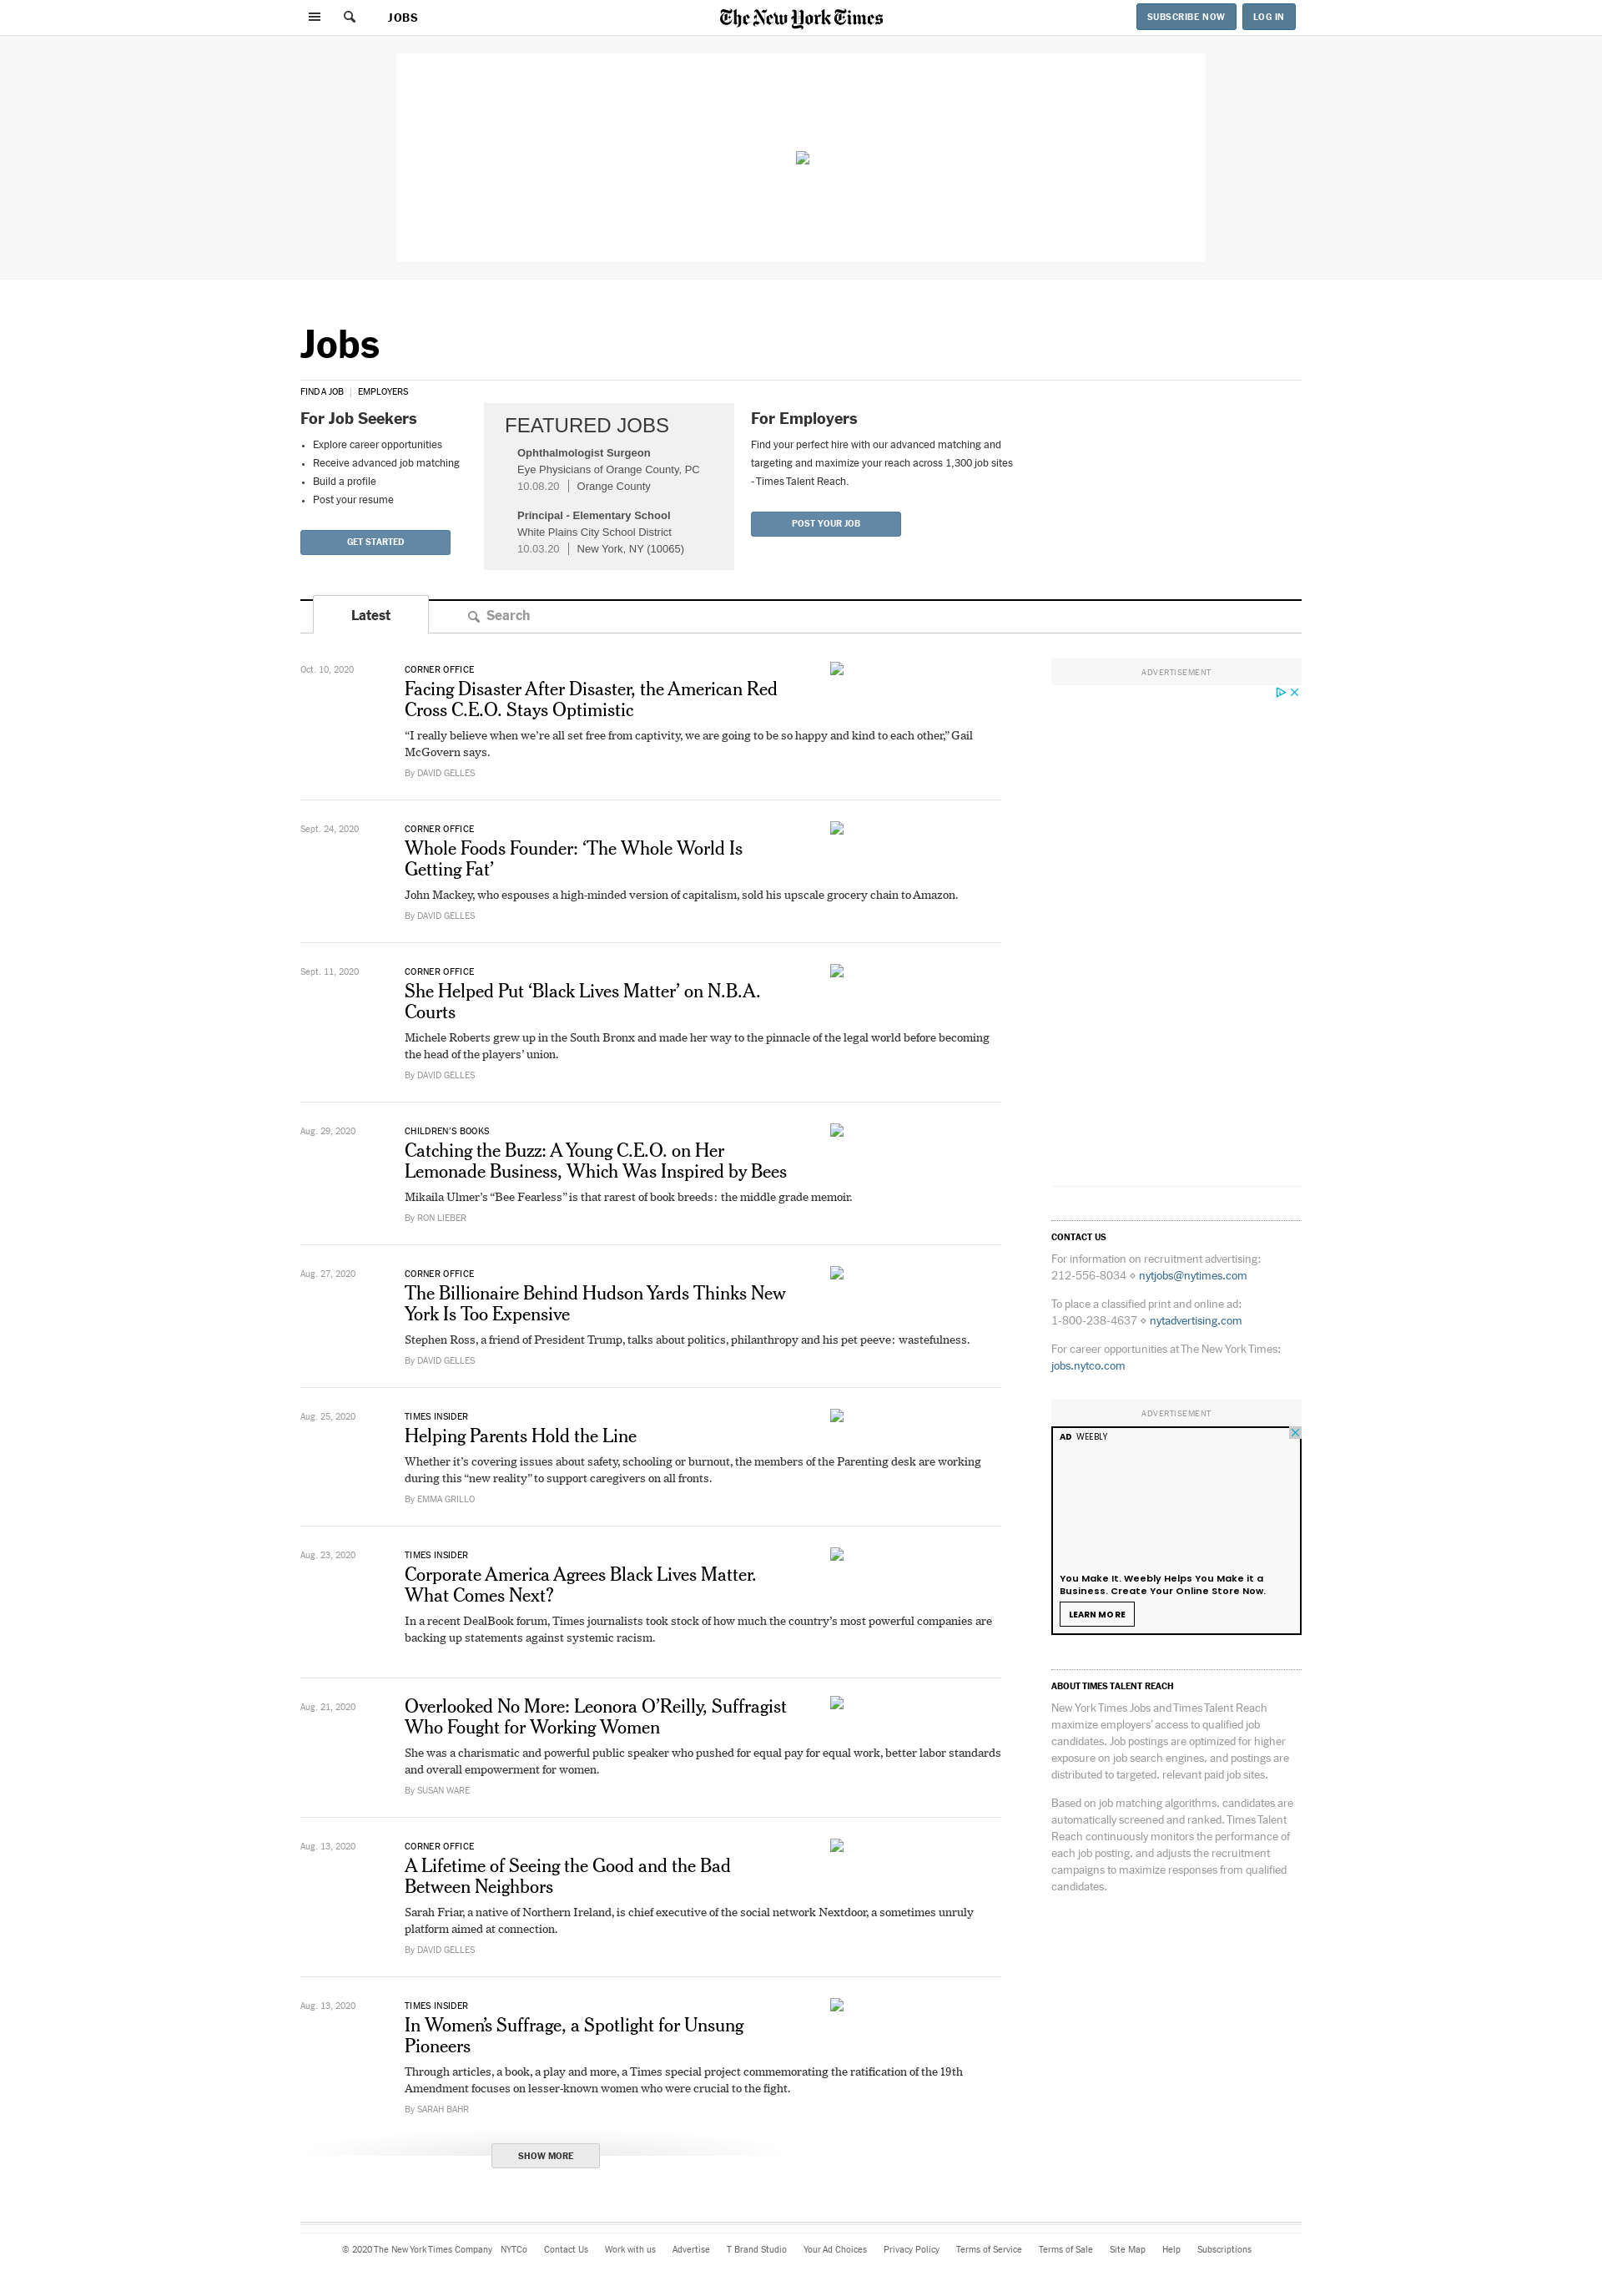 JOBS
The New York Times
SUBSCRIBE NOW
LOG IN
Jobs
FIND A JOB | EMPLOYERS
For Job Seekers
Explore career opportunities
Receive advanced job matching
Build a profile
Post your resume
GET STARTED
FEATURED JOBS
Ophthalmologist Surgeon
Eye Physicians of Orange County, PC
10.08.20 | Orange County
Principal - Elementary School
White Plains City School District
10.03.20 | New York, NY (10065)
For Employers
Find your perfect hire with our advanced matching and
targeting and maximize your reach across 1,300 job sites
- Times Talent Reach.
POST YOUR JOB
Latest
Search
Oct. 10, 2020
CORNER OFFICE
Facing Disaster After Disaster, the American Red
Cross C.E.O. Stays Optimistic
“I really believe when we’re all set free from captivity, we are going to be so happy and kind to each other,” Gail
McGovern says.
By DAVID GELLES
Sept. 24, 2020
CORNER OFFICE
Whole Foods Founder: ‘The Whole World Is
Getting Fat’
John Mackey, who espouses a high-minded version of capitalism, sold his upscale grocery chain to Amazon.
By DAVID GELLES
Sept. 11, 2020
CORNER OFFICE
She Helped Put ‘Black Lives Matter’ on N.B.A.
Courts
Michele Roberts grew up in the South Bronx and made her way to the pinnacle of the legal world before becoming
the head of the players’ union.
By DAVID GELLES
Aug. 29, 2020
CHILDREN’S BOOKS
Catching the Buzz: A Young C.E.O. on Her
Lemonade Business, Which Was Inspired by Bees
Mikaila Ulmer’s “Bee Fearless” is that rarest of book breeds: the middle grade memoir.
By RON LIEBER
Aug. 27, 2020
CORNER OFFICE
The Billionaire Behind Hudson Yards Thinks New
York Is Too Expensive
Stephen Ross, a friend of President Trump, talks about politics, philanthropy and his pet peeve: wastefulness.
By DAVID GELLES
Aug. 25, 2020
TIMES INSIDER
Helping Parents Hold the Line
Whether it’s covering issues about safety, schooling or burnout, the members of the Parenting desk are working
during this “new reality” to support caregivers on all fronts.
By EMMA GRILLO
Aug. 23, 2020
TIMES INSIDER
Corporate America Agrees Black Lives Matter.
What Comes Next?
In a recent DealBook forum, Times journalists took stock of how much the country’s most powerful companies are
backing up statements against systemic racism.
Aug. 21, 2020
Overlooked No More: Leonora O’Reilly, Suffragist
Who Fought for Working Women
She was a charismatic and powerful public speaker who pushed for equal pay for equal work, better labor standards
and overall empowerment for women.
By SUSAN WARE
Aug. 13, 2020
CORNER OFFICE
A Lifetime of Seeing the Good and the Bad
Between Neighbors
Sarah Friar, a native of Northern Ireland, is chief executive of the social network Nextdoor, a sometimes unruly
platform aimed at connection.
By DAVID GELLES
Aug. 13, 2020
TIMES INSIDER
In Women’s Suffrage, a Spotlight for Unsung
Pioneers
Through articles, a book, a play and more, a Times special project commemorating the ratification of the 19th
Amendment focuses on lesser-known women who were crucial to the fight.
By SARAH BAHR
SHOW MORE
ADVERTISEMENT
CONTACT US
For information on recruitment advertising:
212-556-8034 ⋄ nytjobs@nytimes.com
To place a classified print and online ad:
1-800-238-4637 ⋄ nytadvertising.com
For career opportunities at The New York Times:
jobs.nytco.com
ADVERTISEMENT
AD WEEBLY
You Make It. Weebly Helps You Make it a
Business. Create Your Online Store Now.
LEARN MORE
ABOUT TIMES TALENT REACH
New York Times Jobs and Times Talent Reach
maximize employers’ access to qualified job
candidates. Job postings are optimized for higher
exposure on job search engines, and postings are
distributed to targeted, relevant paid job sites.
Based on job matching algorithms, candidates are
automatically screened and ranked. Times Talent
Reach continuously monitors the performance of
each job posting, and adjusts the recruitment
campaigns to maximize responses from qualified
candidates.
© 2020 The New York Times Company NYTCo Contact Us Work with us Advertise T Brand Studio Your Ad Choices Privacy Policy Terms of Service Terms of Sale Site Map Help Subscriptions